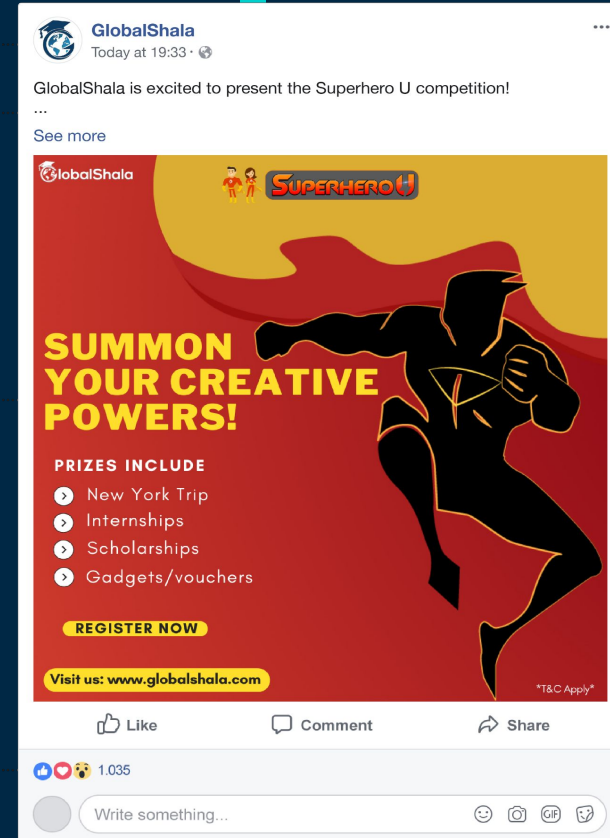 GlobalShala
Today at 19:33 ·
GlobalShala is excited to present the Superhero U competition!
...
See more
GlobalShala
SUPERHERO U
SUMMON
YOUR CREATIVE
POWERS!
PRIZES INCLUDE
New York Trip
Internships
Scholarships
Gadgets/vouchers
REGISTER NOW
Visit us: www.globalshala.com
*T&C Apply*
Like Comment Share
1.035
Write something... GIF